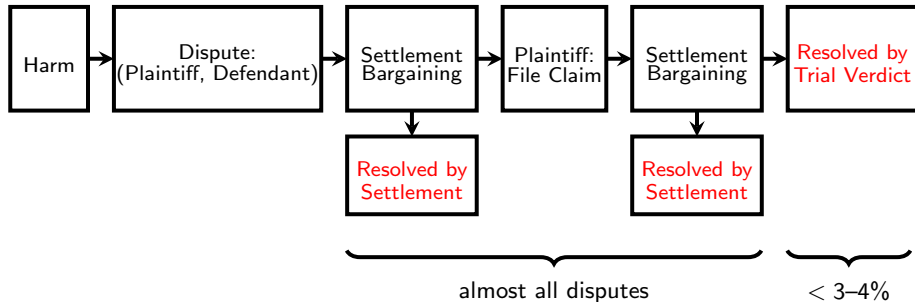 Harm
Dispute:
(Plaintiff, Defendant)
Settlement
Bargaining
Plaintiff:
File Claim
Settlement
Bargaining
Resolved by
Trial Verdict
Resolved by
Settlement
Resolved by
Settlement
almost all disputes
< 3–4%